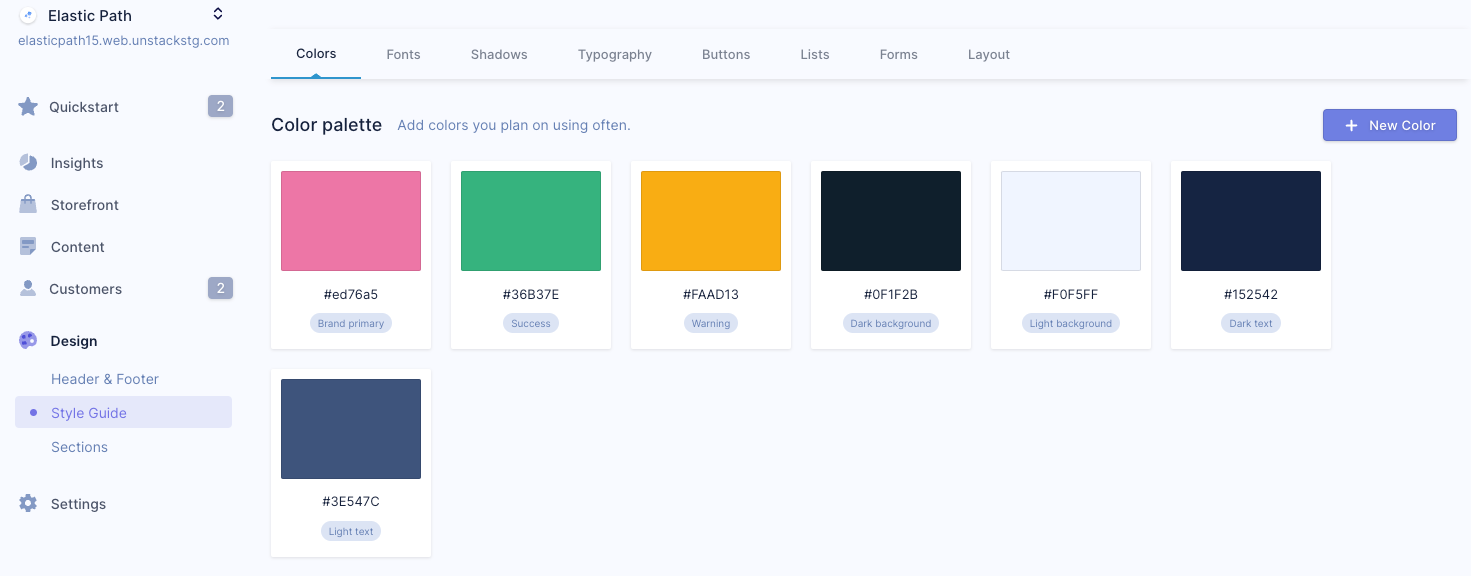 Elastic Path
elasticpath15.web.unstackstg.com
Quickstart 2
Insights
Storefront
Content
Customers 2
Design
Header & Footer
Style Guide
Sections
Settings
Colors Fonts Shadows Typography Buttons Lists Forms Layout
Color palette Add colors you plan on using often. + New Color
#ed76a5 #36B37E #FAAD13 #0F1F2B #F0F5FF #152542
Brand primary Success Warning Dark background Light background Dark text
#3E547C
Light text